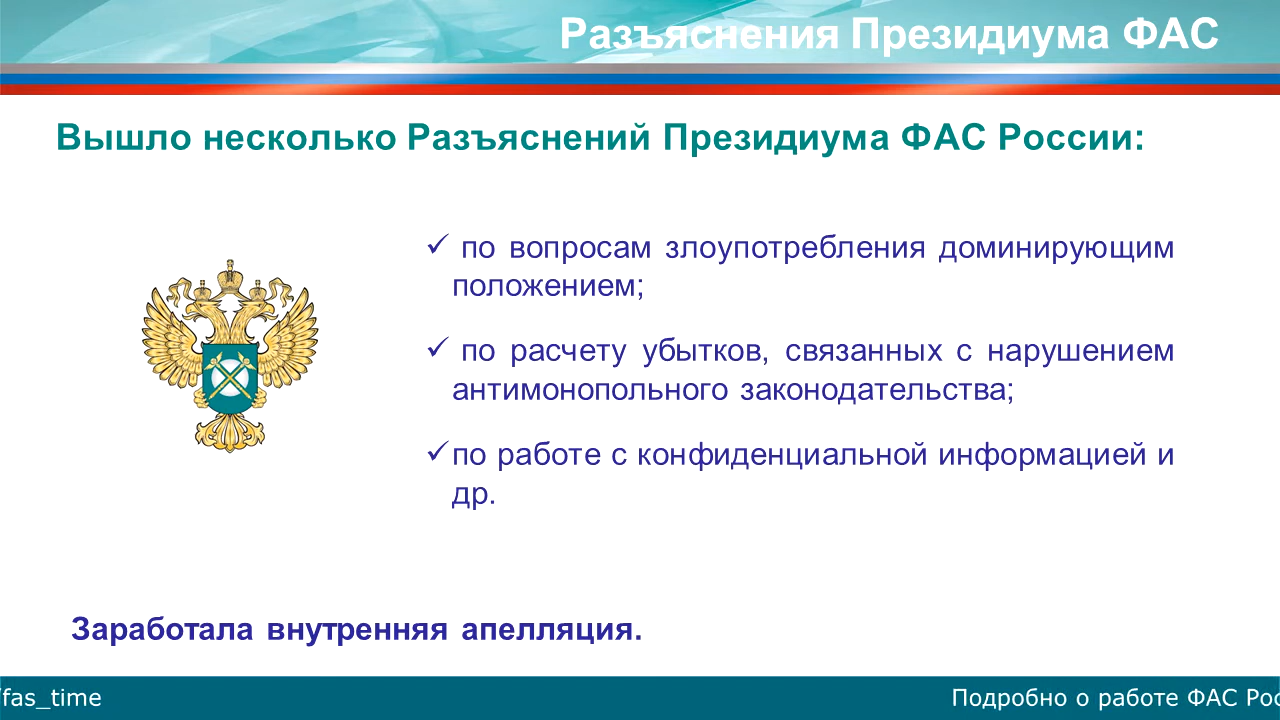 Разъяснения Президиума ФАС
Вышло несколько Разъяснений Президиума ФАС России:
✓ по вопросам злоупотребления доминирующим
положением;
✓ по расчету убытков, связанных с нарушением
антимонопольного законодательства;
✓ по работе с конфиденциальной информацией и
др.
Заработала внутренняя апелляция.
/fas_time
Подробно о работе ФАС Рос